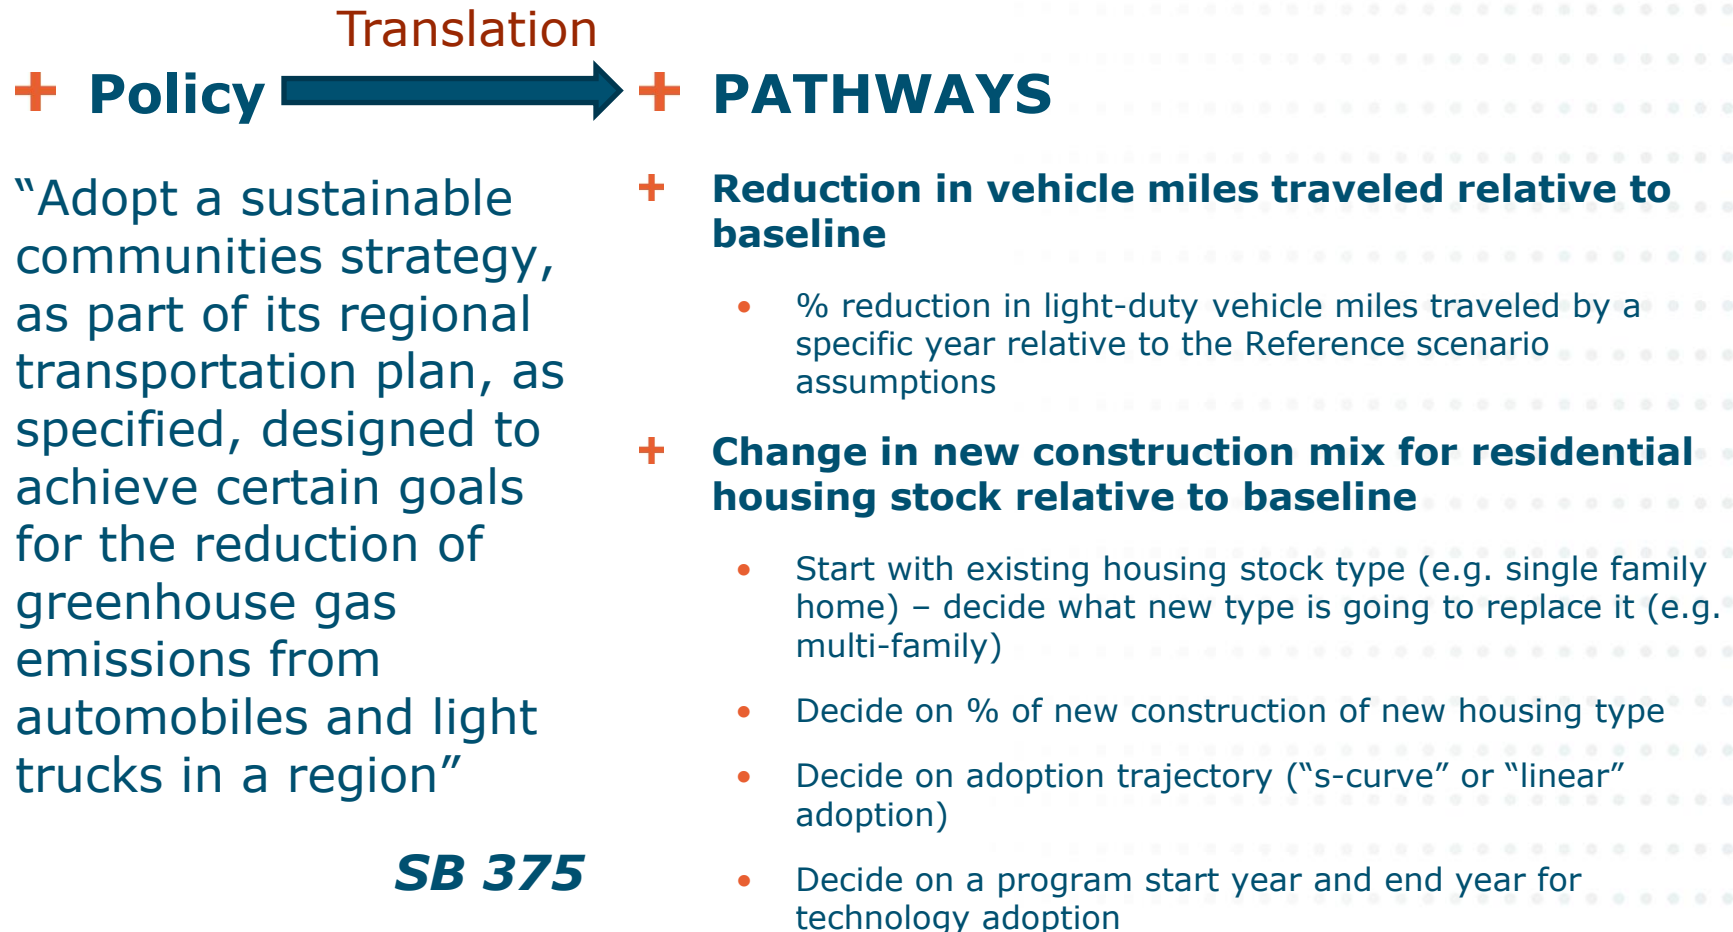 Translation
+ Policy
"Adopt a sustainable
communities strategy,
as part of its regional
transportation plan, as
specified, designed to
achieve certain goals
for the reduction of
greenhouse gas
emissions from
automobiles and light
trucks in a region"
SB 375
+ PATHWAYS
+ Reduction in vehicle miles traveled relative to
baseline
• % reduction in light-duty vehicle miles traveled by a
specific year relative to the Reference scenario
assumptions
+ Change in new construction mix for residential
housing stock relative to baseline
• Start with existing housing stock type (e.g. single family
home) – decide what new type is going to replace it (e.g.
multi-family)
• Decide on % of new construction of new housing type
• Decide on adoption trajectory ("s-curve" or "linear"
adoption)
• Decide on a program start year and end year for
technology adoption